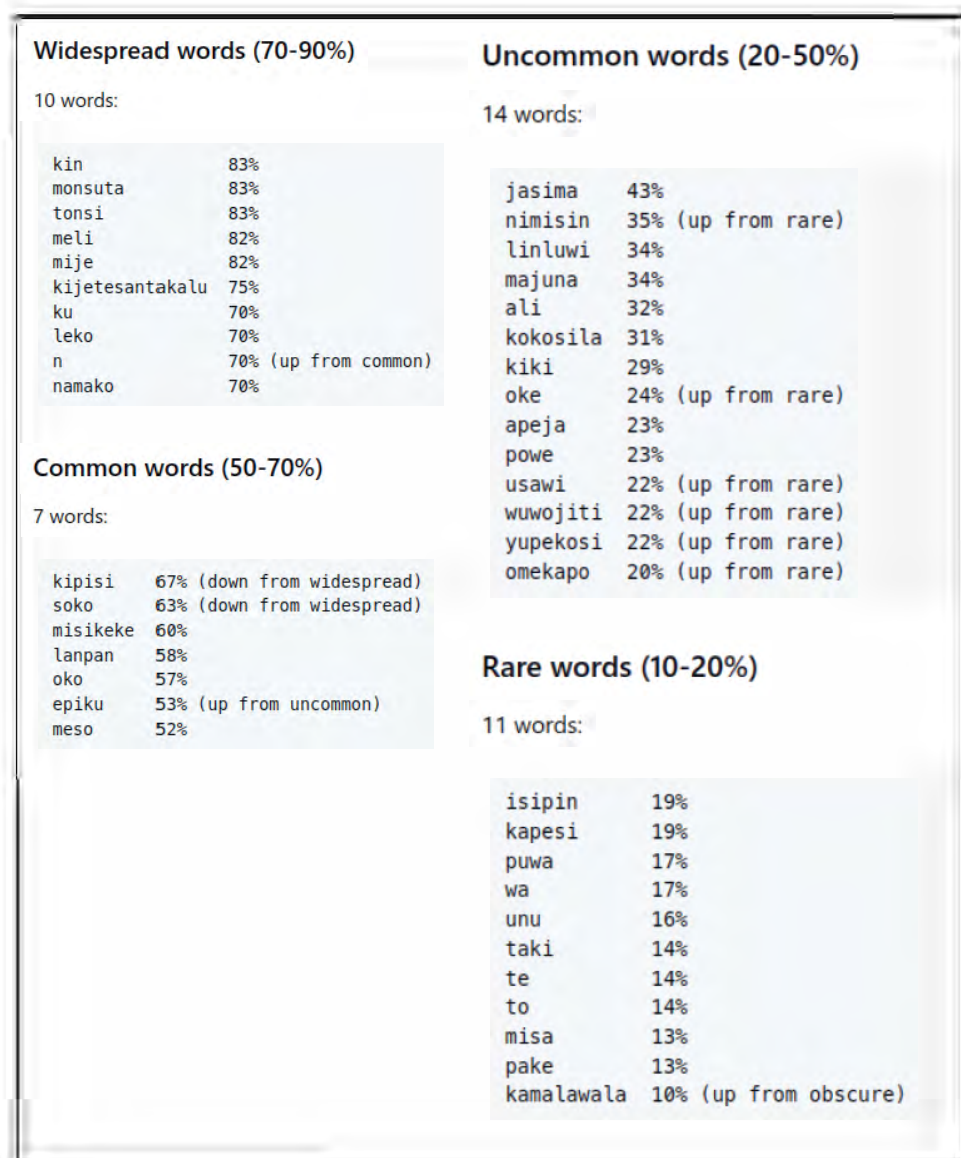 Widespread words (70-90%)
10 words:
kin 83%
monsuta 83%
tonsi 83%
meli 82%
mije 82%
kijetesantakalu 75%
ku 70%
leko 70%
n 70% (up from common)
namako 70%
Common words (50-70%)
7 words:
kipisi 67% (down from widespread)
soko 63% (down from widespread)
misikeke 60%
lanpan 58%
oko 57%
epiku 53% (up from uncommon)
meso 52%
Uncommon words (20-50%)
14 words:
jasima 43%
nimisin 35% (up from rare)
linluwi 34%
majuna 34%
ali 32%
kokosila 31%
kiki 29%
oke 24% (up from rare)
apeja 23%
powe 23%
usawi 22% (up from rare)
wuwojiti 22% (up from rare)
yupekosi 22% (up from rare)
omekapo 20% (up from rare)
Rare words (10-20%)
11 words:
isipin 19%
kapesi 19%
puwa 17%
wa 17%
unu 16%
taki 14%
te 14%
to 14%
misa 13%
pake 13%
kamalawala 10% (up from obscure)